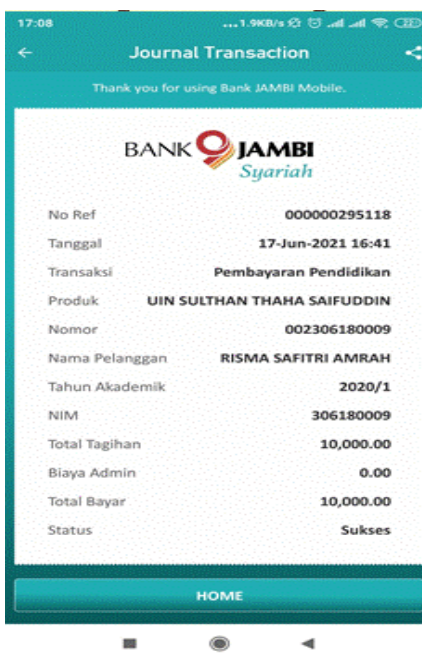 17:08 ...1.9KB/s
Journal Transaction
Thank you for using Bank JAMBI Mobile.
BANK 9 JAMBI
Syariah
No Ref 000000295118
Tanggal 17-Jun-2021 16:41
Transaksi Pembayaran Pendidikan
Produk UIN SULTHAN THAHA SAIFUDDIN
Nomor 002306180009
Nama Pelanggan RISMA SAFITRI AMRAH
Tahun Akademik 2020/1
NIM 306180009
Total Tagihan 10,000.00
Biaya Admin 0.00
Total Bayar 10,000.00
Status Sukses
HOME